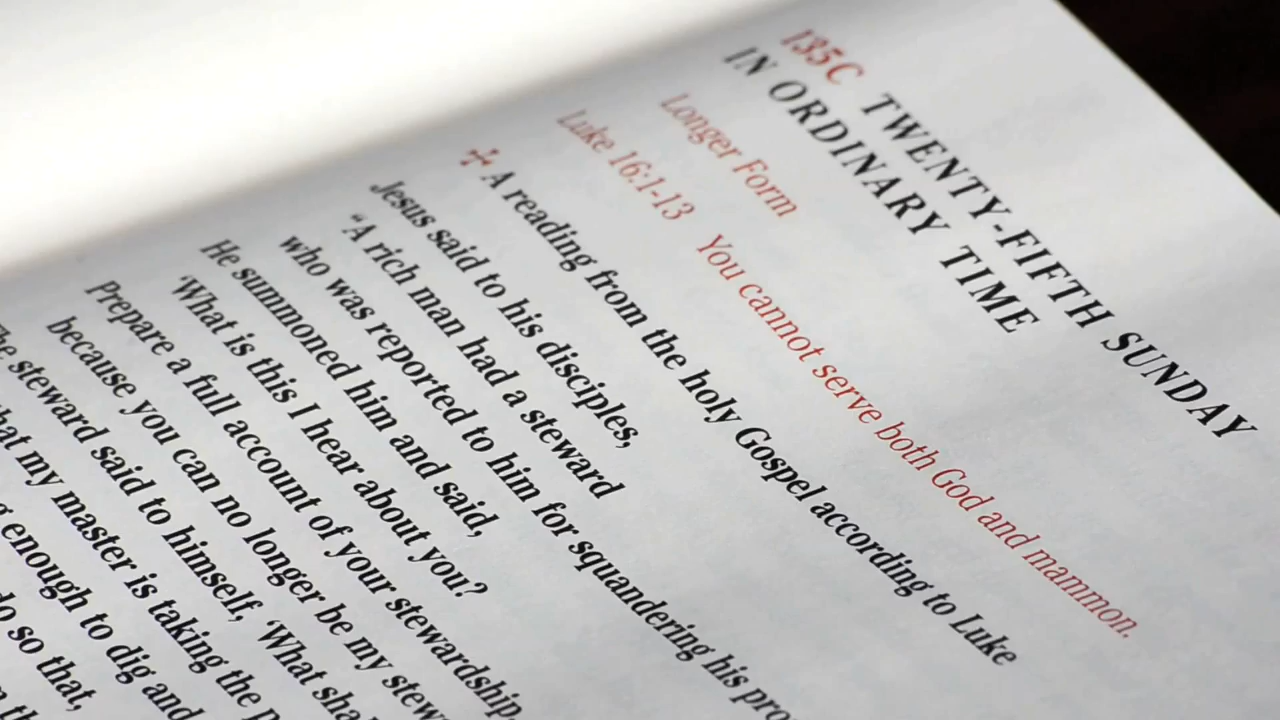 135C TWENTY-FIFTH SUNDAY
IN ORDINARY TIME
Longer Form
Luke 16:1-13 You cannot serve both God and mammon.
✢ A reading from the holy Gospel according to Luke
Jesus said to his disciples,
“A rich man had a steward
who was reported to him for squandering his
He summoned him and said,
‘What is this I hear about you?
Prepare a full account of your stewardship,
because you can no longer be my
steward said to himself, ‘What
my master is taking the
enough to dig and
so that,